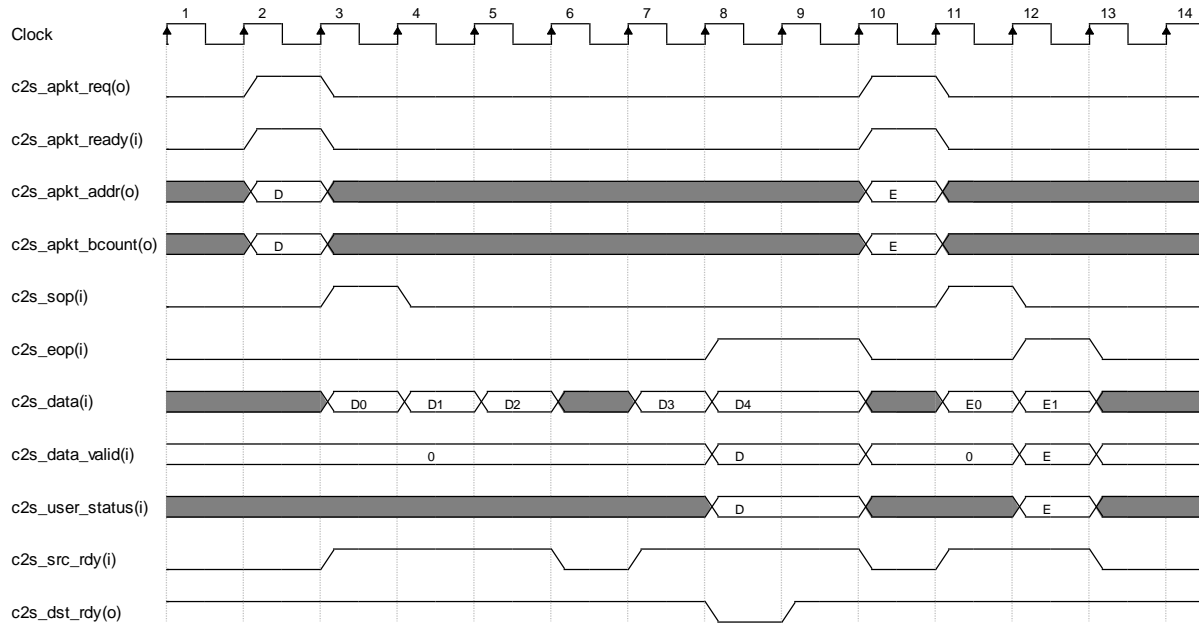 1 2 3 4 5 6 7 8 9 10 11 12 13 14
Clock
c2s_apkt_req(o)
c2s_apkt_ready(i)
c2s_apkt_addr(o) D E
c2s_apkt_bcount(o) D E
c2s_sop(i)
c2s_eop(i)
c2s_data(i) D0 D1 D2 D3 D4 E0 E1
c2s_data_valid(i) 0 D 0 E
c2s_user_status(i) D E
c2s_src_rdy(i)
c2s_dst_rdy(o)